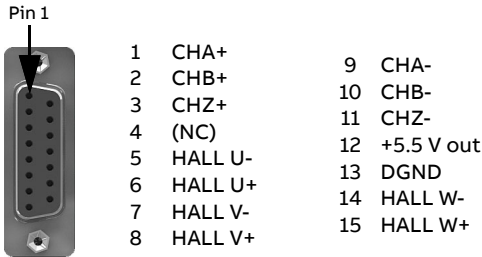 Pin 1
1 CHA+
2 CHB+
3 CHZ+
4 (NC)
5 HALL U-
6 HALL U+
7 HALL V-
8 HALL V+
9 CHA-
10 CHB-
11 CHZ-
12 +5.5 V out
13 DGND
14 HALL W-
15 HALL W+